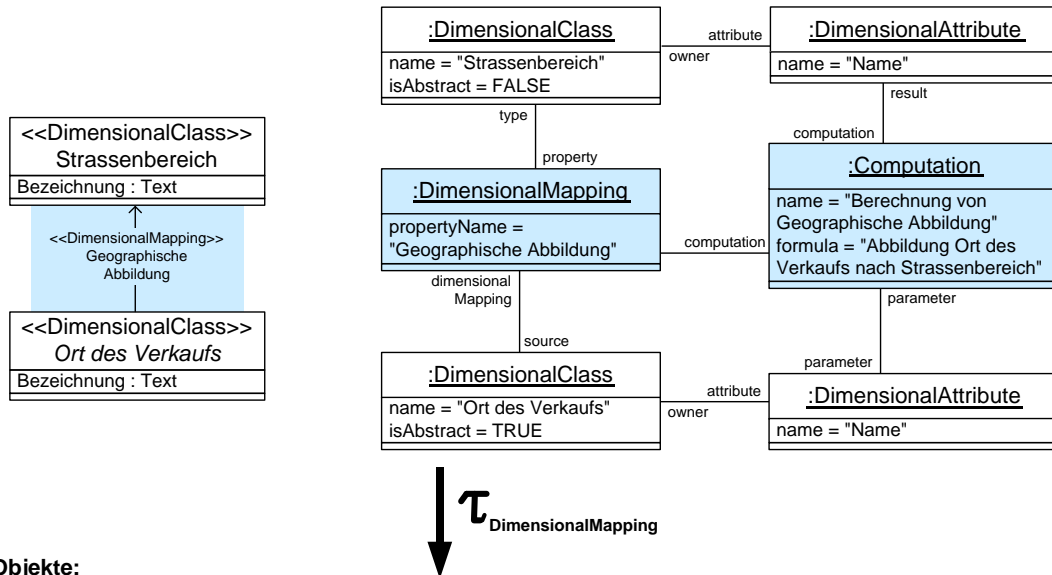 <<DimensionalClass>>
Strassenbereich
Bezeichnung : Text
<<DimensionalMapping>>
Geographische
Abbildung
<<DimensionalClass>>
Ort des Verkaufs
Bezeichnung : Text
:DimensionalClass
name = "Strassenbereich"
isAbstract = FALSE
attribute
owner
:DimensionalAttribute
name = "Name"
type
property
result
computation
:DimensionalMapping
propertyName =
"Geographische Abbildung"
computation
:Computation
name = "Berechnung von
Geographische Abbildung"
formula = "Abbildung Ort des
Verkaufs nach Strassenbereich"
dimensional
Mapping
source
parameter
parameter
:DimensionalClass
name = "Ort des Verkaufs"
isAbstract = TRUE
attribute
owner
:DimensionalAttribute
name = "Name"
τ DimensionalMapping
Objekte: